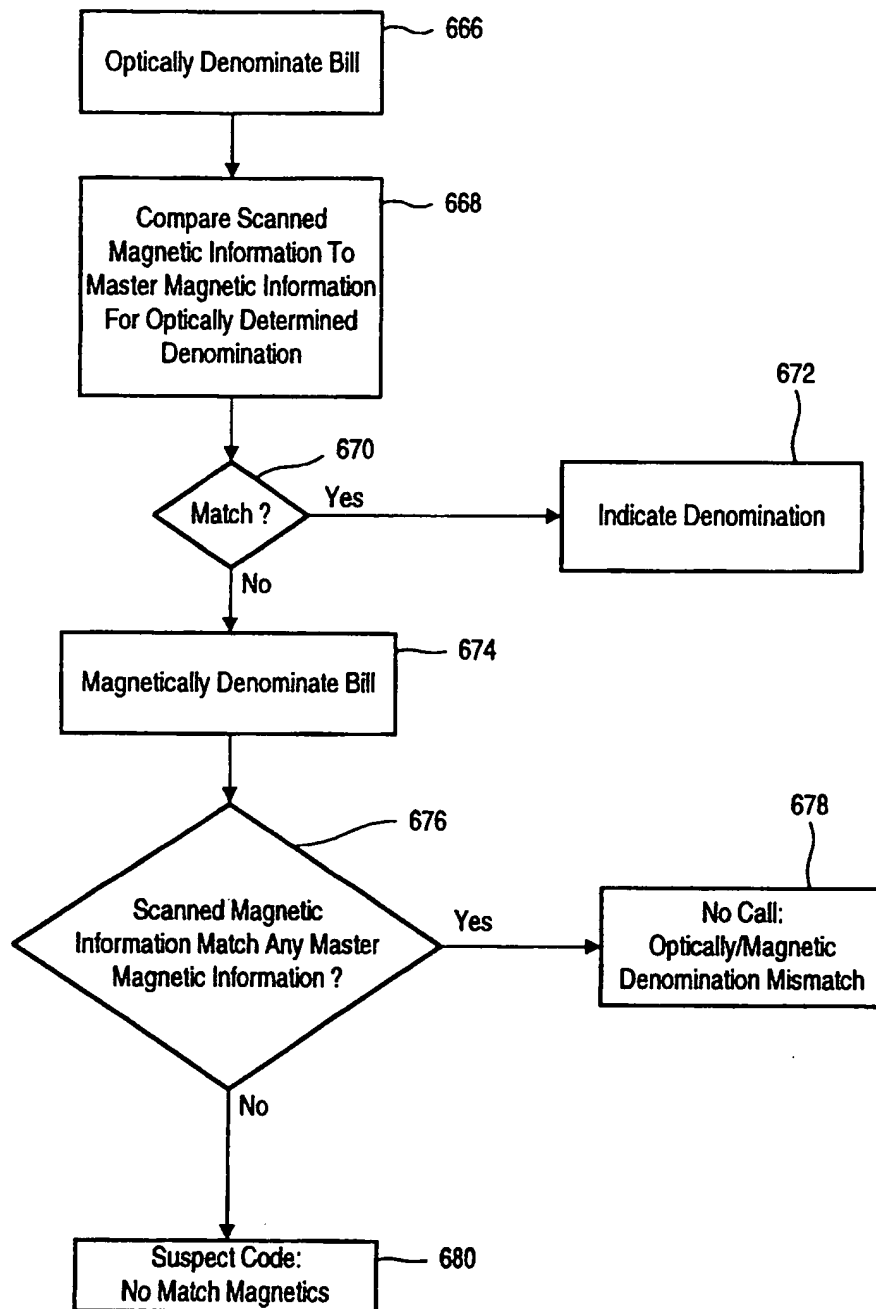 666
Optically Denominate Bill
668
Compare Scanned
Magnetic Information To
Master Magnetic Information
For Optically Determined
Denomination
672
670
Match ?
Yes
Indicate Denomination
No
674
Magnetically Denominate Bill
676
678
Scanned Magnetic
Information Match Any Master
Magnetic Information ?
Yes
No Call:
Optically/Magnetic
Denomination Mismatch
No
Suspect Code:
No Match Magnetics
680